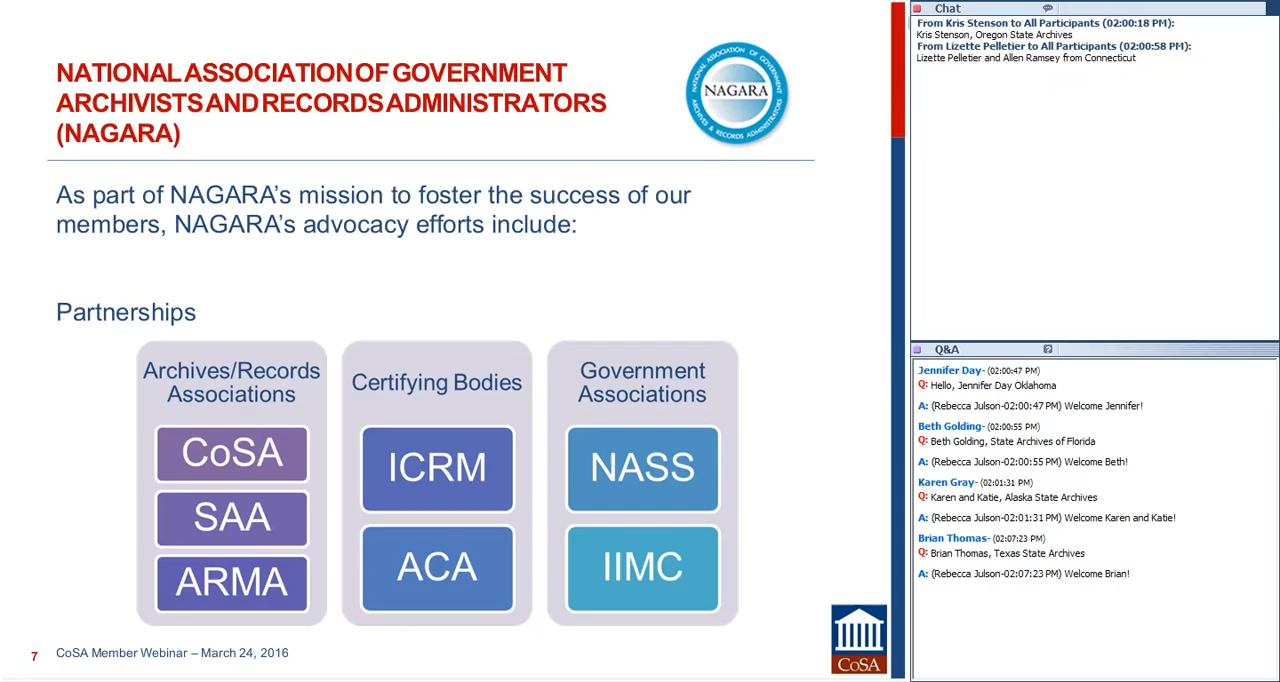 NATIONAL ASSOCIATION OF GOVERNMENT
ARCHIVISTS AND RECORDS ADMINISTRATORS
(NAGARA)
NATIONAL ASSOCIATION OF GOVERNMENT
NAGARA
ARCHIVES & RECORDS ADMINISTRATORS
As part of NAGARA's mission to foster the success of our
members, NAGARA's advocacy efforts include:
Partnerships
Archives/Records
Associations
CoSA
SAA
ARMA
Certifying Bodies
ICRM
ACA
Government
Associations
NASS
IIMC
7
CoSA Member Webinar – March 24, 2016
CoSA
Chat
From Kris Stenson to All Participants (02:00:18 PM):
Kris Stenson, Oregon State Archives
From Lizette Pelletier to All Participants (02:00:58 PM):
Lizette Pelletier and Allen Ramsey from Connecticut
Q&A
?
Jennifer Day- (02:00:47 PM)
Q: Hello, Jennifer Day Oklahoma
A: (Rebecca Julson-02:00:47 PM) Welcome Jennifer!
Beth Golding- (02:00:55 PM)
Q: Beth Golding, State Archives of Florida
A: (Rebecca Julson-02:00:55 PM) Welcome Beth!
Karen Gray- (02:01:31 PM)
Q: Karen and Katie, Alaska State Archives
A: (Rebecca Julson-02:01:31 PM) Welcome Karen and Katie!
Brian Thomas- (02:07:23 PM)
Q: Brian Thomas, Texas State Archives
A: (Rebecca Julson-02:07:23 PM) Welcome Brian!